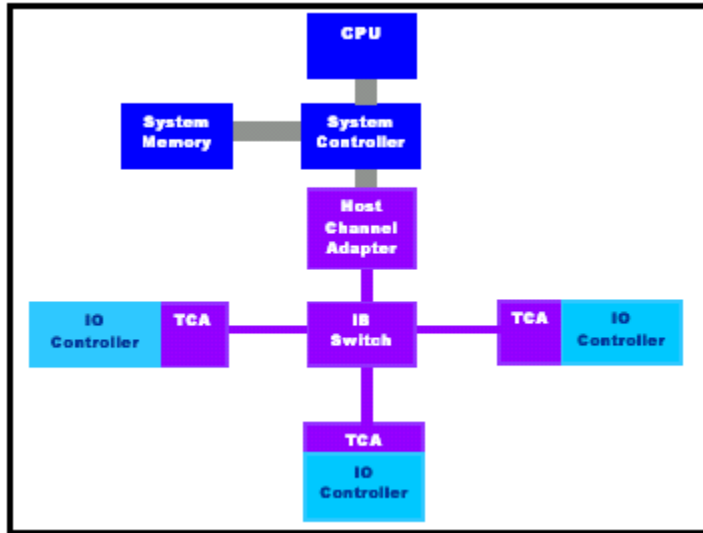 CPU
System
Memory
System
Controller
Host
Channel
Adapter
IO
Controller
TCA
IB
Switch
TCA
IO
Controller
TCA
IO
Controller